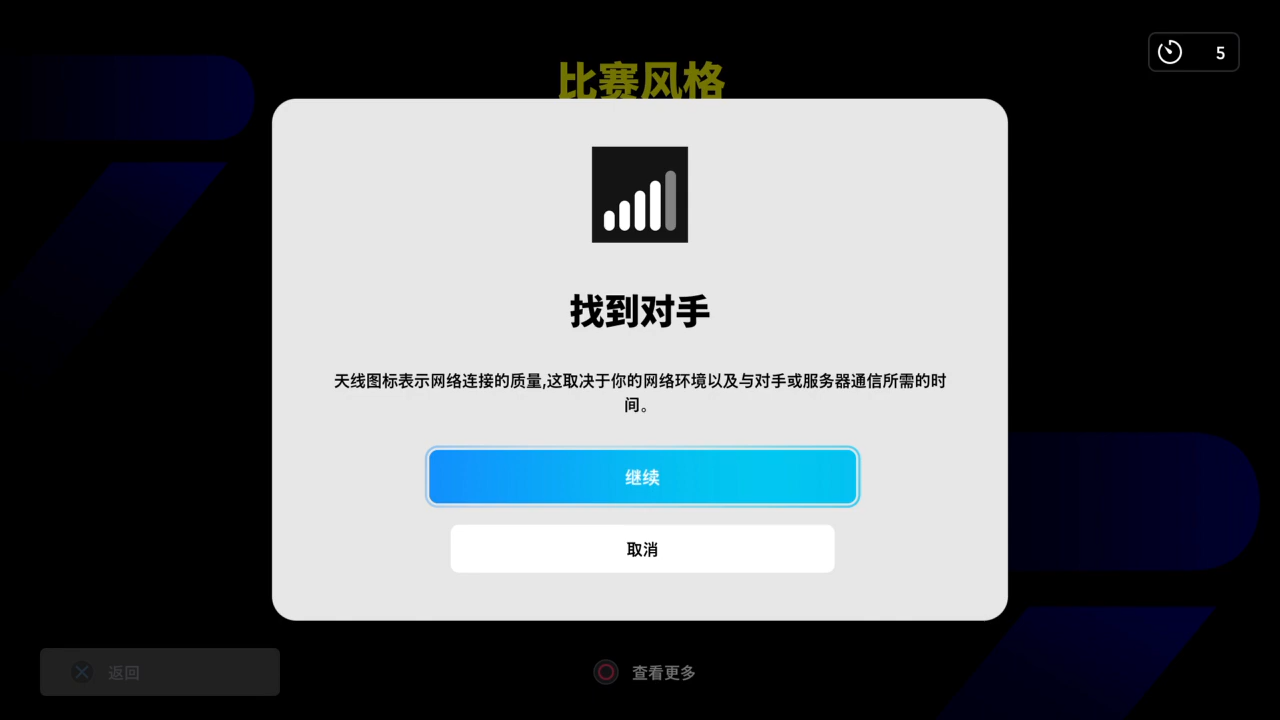 比赛风格
5
找到对手
天线图标表示网络连接的质量,这取决于你的网络环境以及与对手或服务器通信所需的时
间。
继续
取消
返回
查看更多